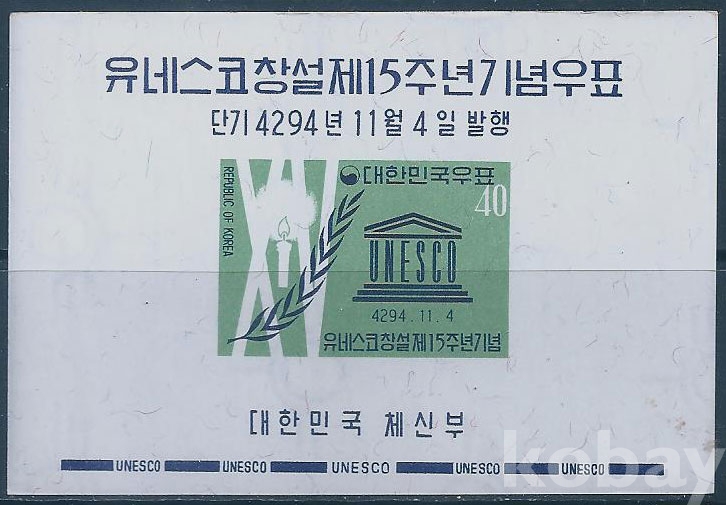 유네스코창설제15주년기념우표
단기4294년11월4일발행
REPUBLIC OF KOREA
대한민국우표
40
UNESCO
4294.11.4
유네스코창설제15주년기념
대한민국 체신부
UNESCO UNESCO UNESCO UNESCO UNESCO
kobay